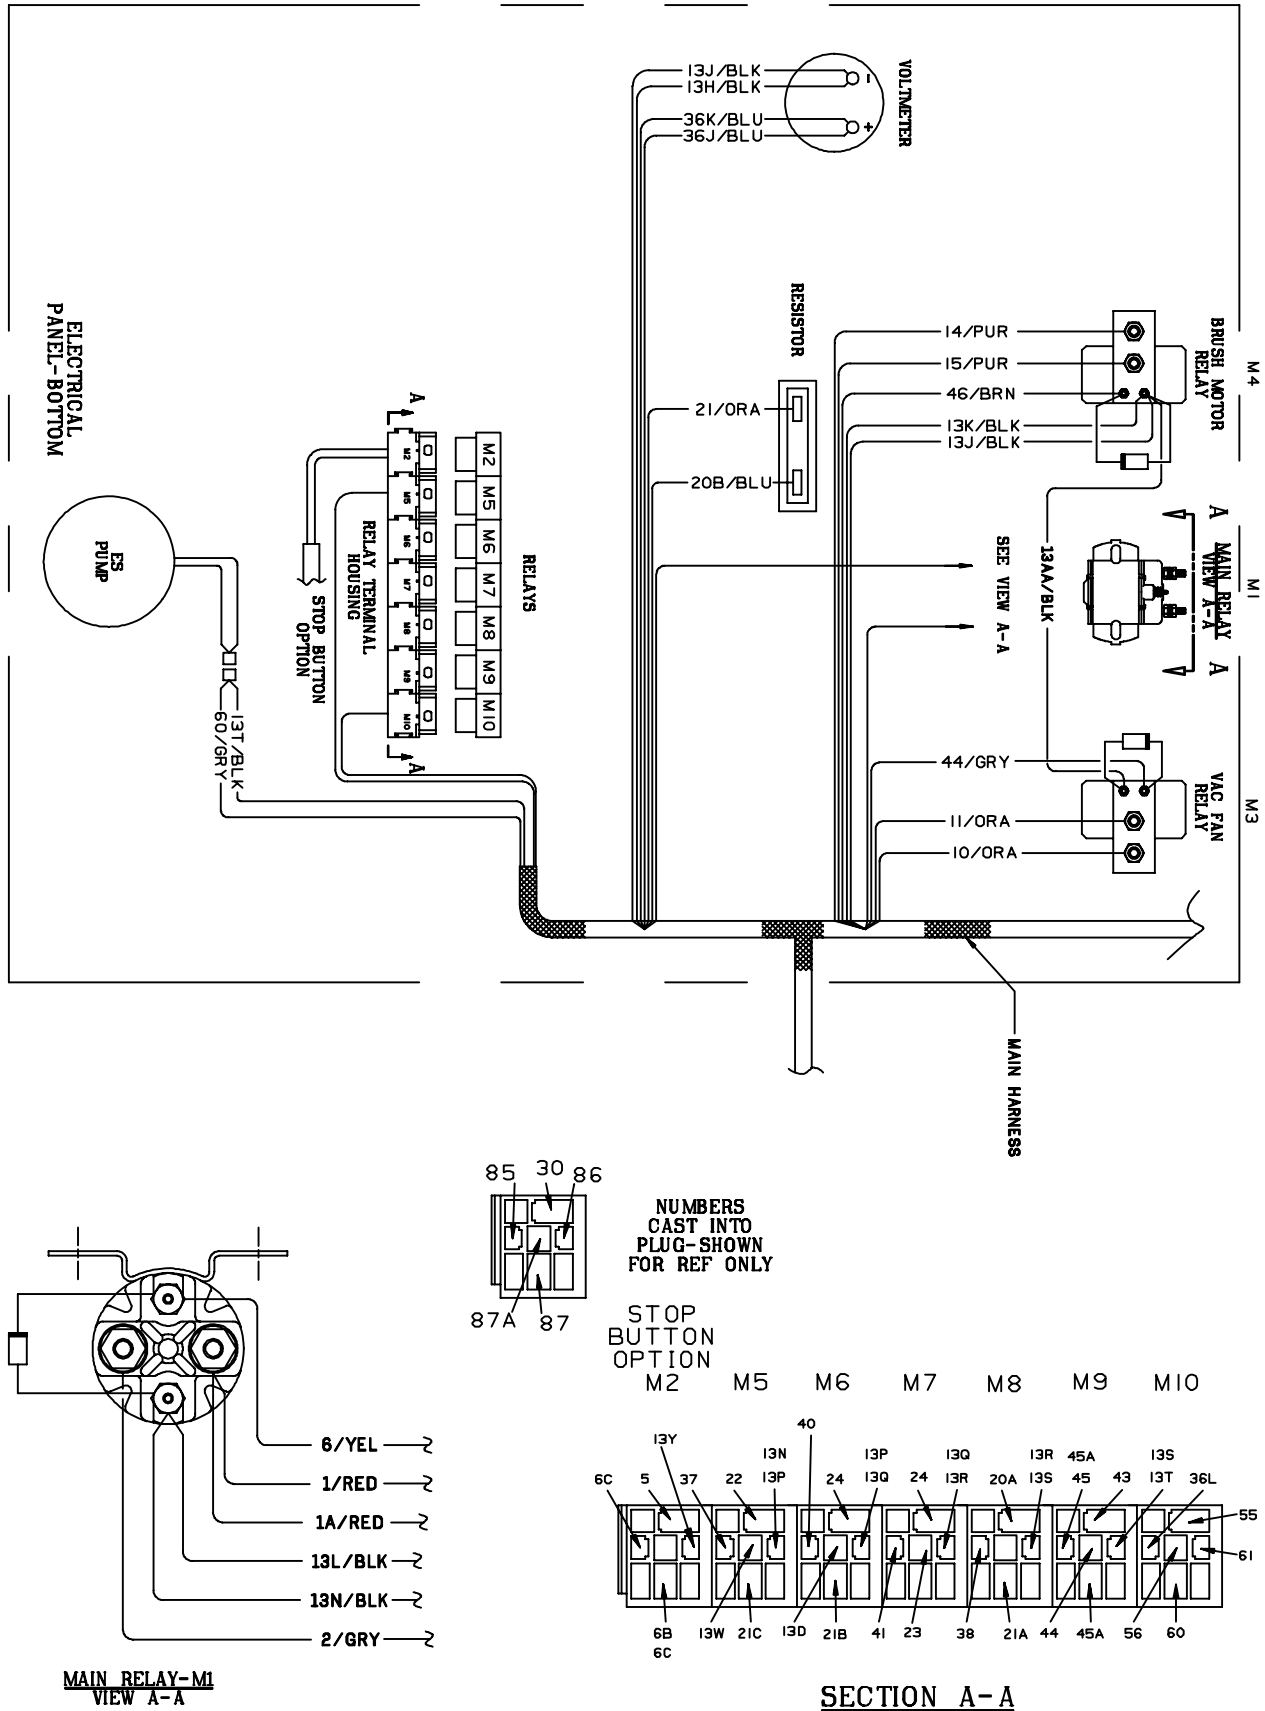 13J/BLK
13H/BLK
36K/BLU
36J/BLU
-
+
VOLTMETER
14/PUR
15/PUR
46/BRN
13K/BLK
13J/BLK
BRUSH MOTOR
RELAY
M4
RESISTOR
21/ORA
20B/BLU
ELECTRICAL
PANEL-BOTTOM
A
M2
M5
M6
M7
M8
M9
M10
A
M2
M5
M6
M7
M8
M9
M10
RELAYS
RELAY TERMINAL
HOUSING
STOP BUTTON
OPTION
ES
PUMP
13T/BLK
60/GRY
SEE VIEW A-A
13AA/BLK
A
MAIN RELAY
VIEW A-A
A
M1
44/GRY
11/ORA
10/ORA
VAC FAN
RELAY
M3
MAIN HARNESS
85
30
86
87A
87
NUMBERS
CAST INTO
PLUG-SHOWN
FOR REF ONLY
STOP
BUTTON
OPTION
M2
M5
M6
M7
M8
M9
M10
40
13Y
13N
13P
13Q
13R
45A
13S
6C
5
37
22
13P
24
13Q
24
13R
20A
13S
45
43
13T
36L
55
61
6B
6C
13W
21C
13D
21B
41
23
38
21A
44
45A
56
60
SECTION A-A
6/YEL
1/RED
1A/RED
13L/BLK
13N/BLK
2/GRY
MAIN RELAY-M1
VIEW A-A